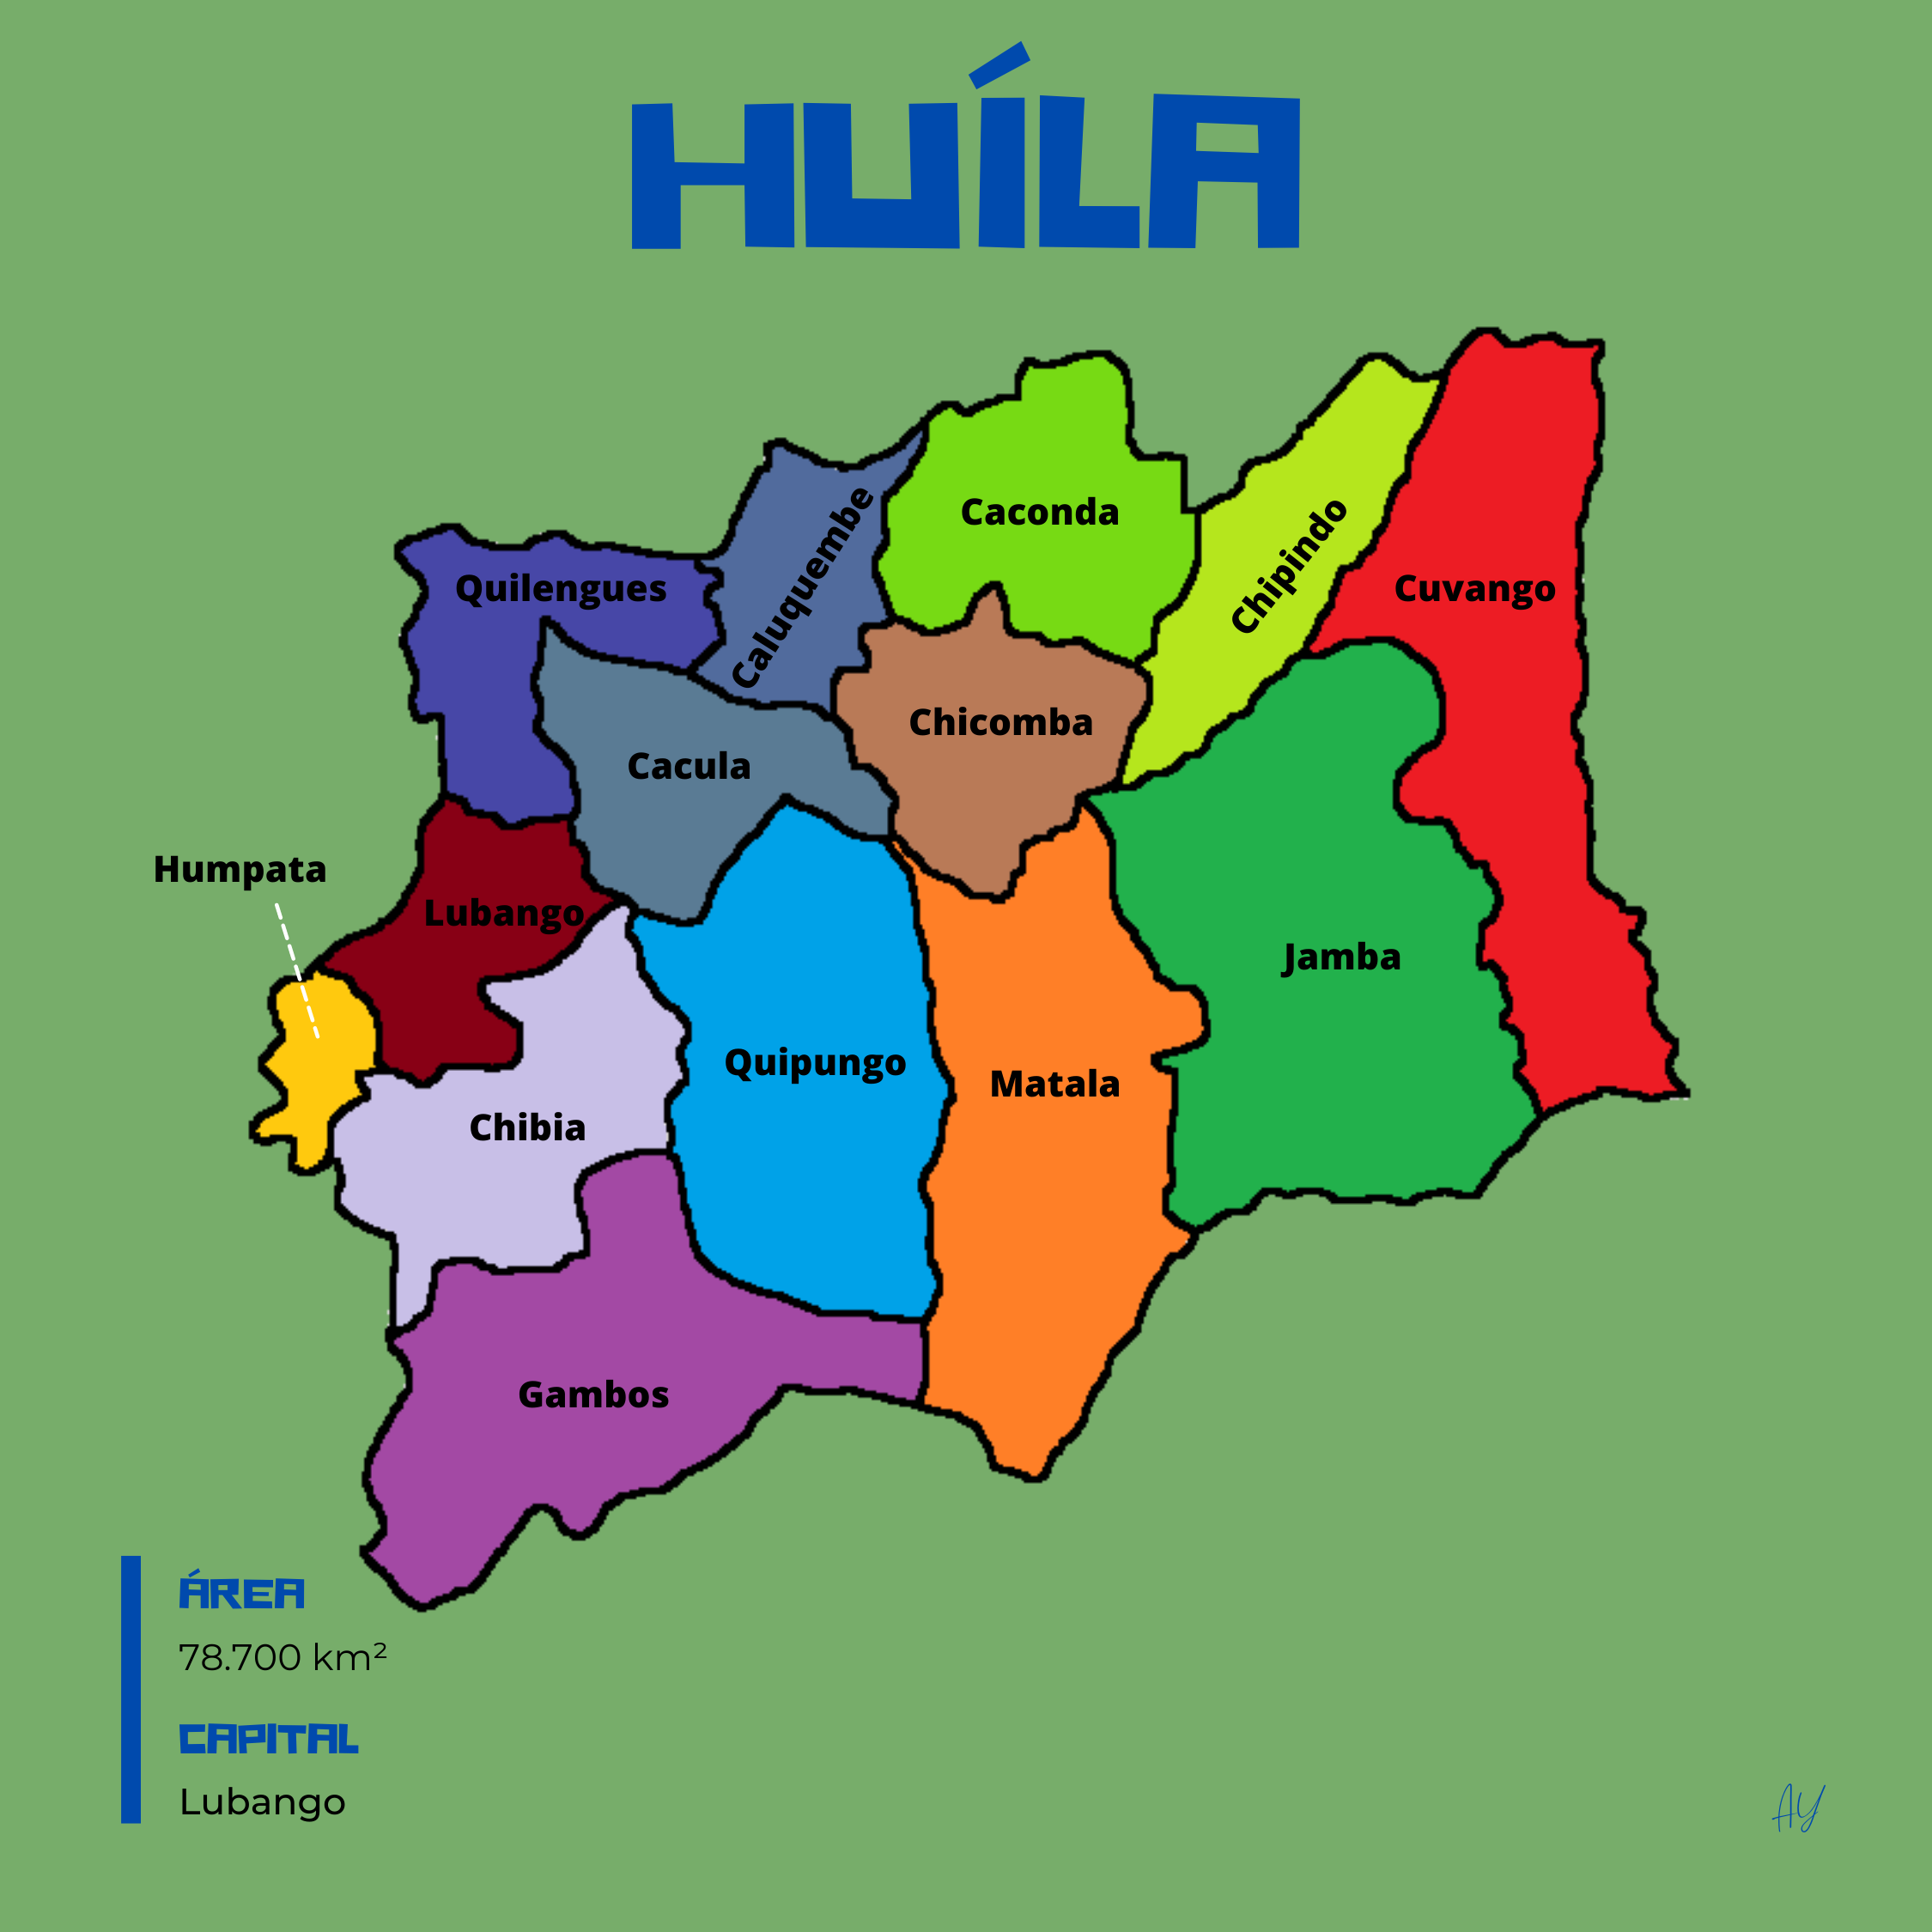 HUÍLA
Caconda
Chipindo
Caluquembe
Quilengues
Cuvango
Chicomba
Cacula
Humpata
Lubango
Jamba
Quipungo
Matala
Chibia
Gambos
ÁREA
78.700 km²
CAPITAL
Lubango
AY